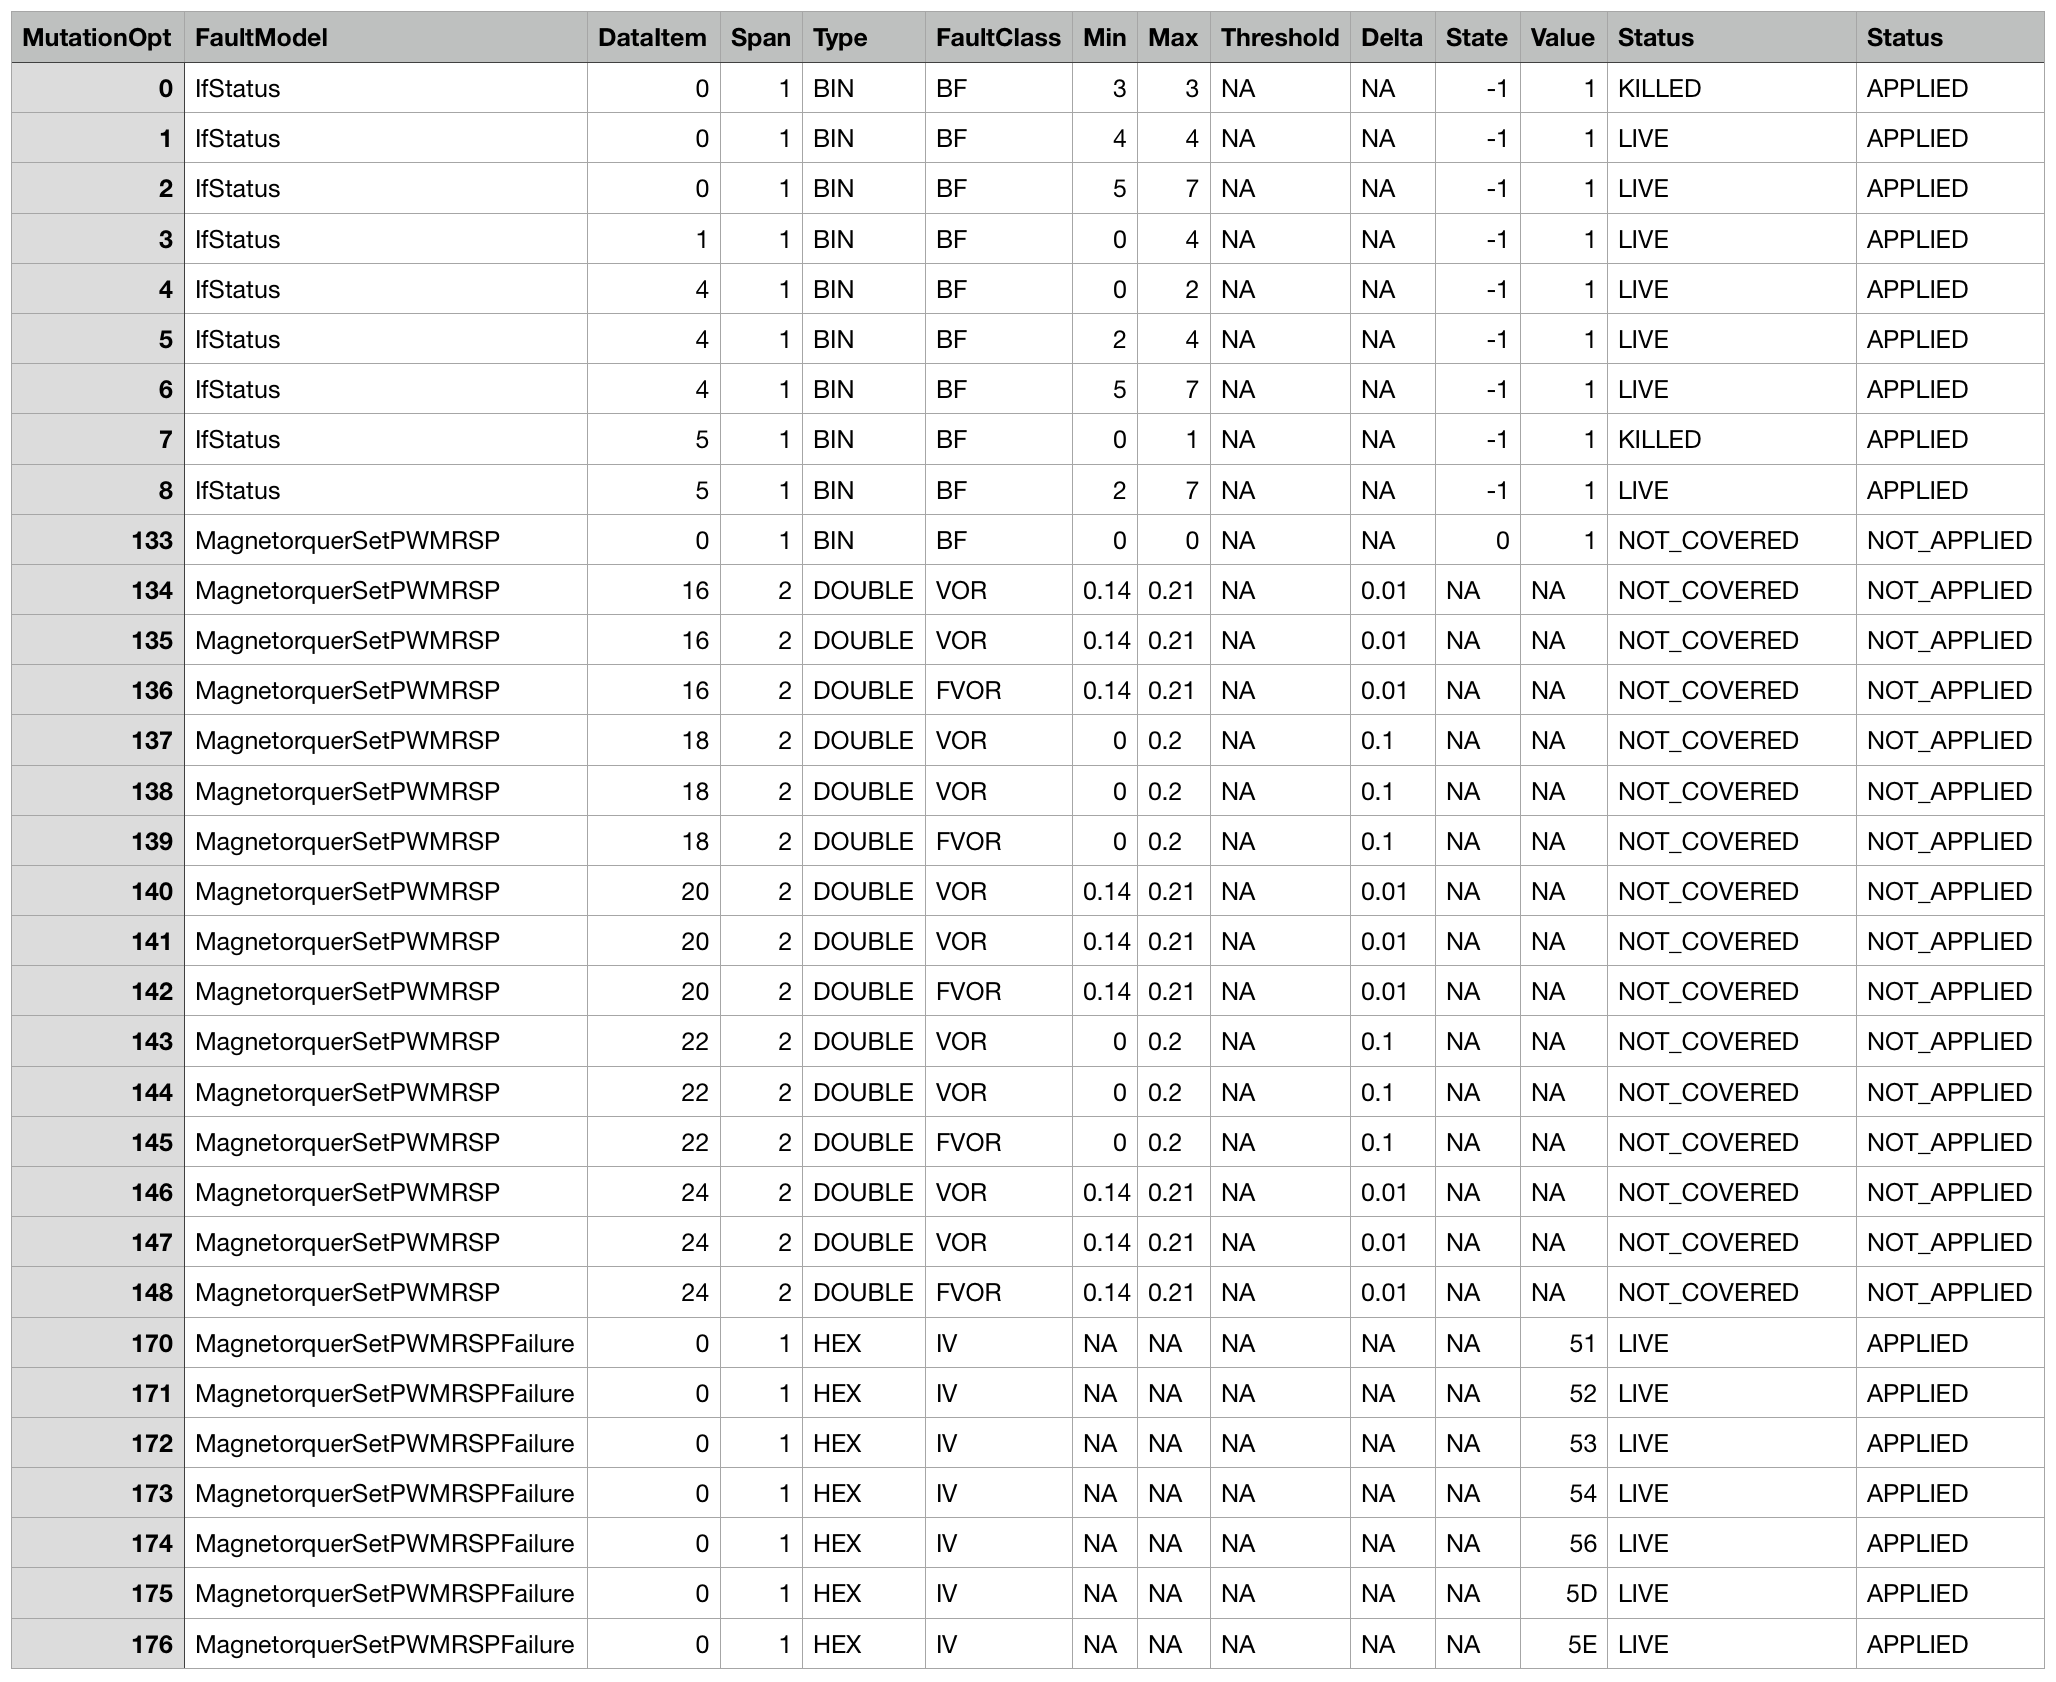 MutationOpt FaultModel DataItem Span Type FaultClass Min Max Threshold Delta State Value Status Status
0 IfStatus 0 1 BIN BF 3 3 NA NA -1 1 KILLED APPLIED
1 IfStatus 0 1 BIN BF 4 4 NA NA -1 1 LIVE APPLIED
2 IfStatus 0 1 BIN BF 5 7 NA NA -1 1 LIVE APPLIED
3 IfStatus 1 1 BIN BF 0 4 NA NA -1 1 LIVE APPLIED
4 IfStatus 4 1 BIN BF 0 2 NA NA -1 1 LIVE APPLIED
5 IfStatus 4 1 BIN BF 2 4 NA NA -1 1 LIVE APPLIED
6 IfStatus 4 1 BIN BF 5 7 NA NA -1 1 LIVE APPLIED
7 IfStatus 5 1 BIN BF 0 1 NA NA -1 1 KILLED APPLIED
8 IfStatus 5 1 BIN BF 2 7 NA NA -1 1 LIVE APPLIED
133 MagnetorquerSetPWMRSP 0 1 BIN BF 0 0 NA NA 0 1 NOT_COVERED NOT_APPLIED
134 MagnetorquerSetPWMRSP 16 2 DOUBLE VOR 0.14 0.21 NA 0.01 NA NA NOT_COVERED NOT_APPLIED
135 MagnetorquerSetPWMRSP 16 2 DOUBLE VOR 0.14 0.21 NA 0.01 NA NA NOT_COVERED NOT_APPLIED
136 MagnetorquerSetPWMRSP 16 2 DOUBLE FVOR 0.14 0.21 NA 0.01 NA NA NOT_COVERED NOT_APPLIED
137 MagnetorquerSetPWMRSP 18 2 DOUBLE VOR 0 0.2 NA 0.1 NA NA NOT_COVERED NOT_APPLIED
138 MagnetorquerSetPWMRSP 18 2 DOUBLE VOR 0 0.2 NA 0.1 NA NA NOT_COVERED NOT_APPLIED
139 MagnetorquerSetPWMRSP 18 2 DOUBLE FVOR 0 0.2 NA 0.1 NA NA NOT_COVERED NOT_APPLIED
140 MagnetorquerSetPWMRSP 20 2 DOUBLE VOR 0.14 0.21 NA 0.01 NA NA NOT_COVERED NOT_APPLIED
141 MagnetorquerSetPWMRSP 20 2 DOUBLE VOR 0.14 0.21 NA 0.01 NA NA NOT_COVERED NOT_APPLIED
142 MagnetorquerSetPWMRSP 20 2 DOUBLE FVOR 0.14 0.21 NA 0.01 NA NA NOT_COVERED NOT_APPLIED
143 MagnetorquerSetPWMRSP 22 2 DOUBLE VOR 0 0.2 NA 0.1 NA NA NOT_COVERED NOT_APPLIED
144 MagnetorquerSetPWMRSP 22 2 DOUBLE VOR 0 0.2 NA 0.1 NA NA NOT_COVERED NOT_APPLIED
145 MagnetorquerSetPWMRSP 22 2 DOUBLE FVOR 0 0.2 NA 0.1 NA NA NOT_COVERED NOT_APPLIED
146 MagnetorquerSetPWMRSP 24 2 DOUBLE VOR 0.14 0.21 NA 0.01 NA NA NOT_COVERED NOT_APPLIED
147 MagnetorquerSetPWMRSP 24 2 DOUBLE VOR 0.14 0.21 NA 0.01 NA NA NOT_COVERED NOT_APPLIED
148 MagnetorquerSetPWMRSP 24 2 DOUBLE FVOR 0.14 0.21 NA 0.01 NA NA NOT_COVERED NOT_APPLIED
170 MagnetorquerSetPWMRSPFailure 0 1 HEX IV NA NA NA NA NA 51 LIVE APPLIED
171 MagnetorquerSetPWMRSPFailure 0 1 HEX IV NA NA NA NA NA 52 LIVE APPLIED
172 MagnetorquerSetPWMRSPFailure 0 1 HEX IV NA NA NA NA NA 53 LIVE APPLIED
173 MagnetorquerSetPWMRSPFailure 0 1 HEX IV NA NA NA NA NA 54 LIVE APPLIED
174 MagnetorquerSetPWMRSPFailure 0 1 HEX IV NA NA NA NA NA 56 LIVE APPLIED
175 MagnetorquerSetPWMRSPFailure 0 1 HEX IV NA NA NA NA NA 5D LIVE APPLIED
176 MagnetorquerSetPWMRSPFailure 0 1 HEX IV NA NA NA NA NA 5E LIVE APPLIED